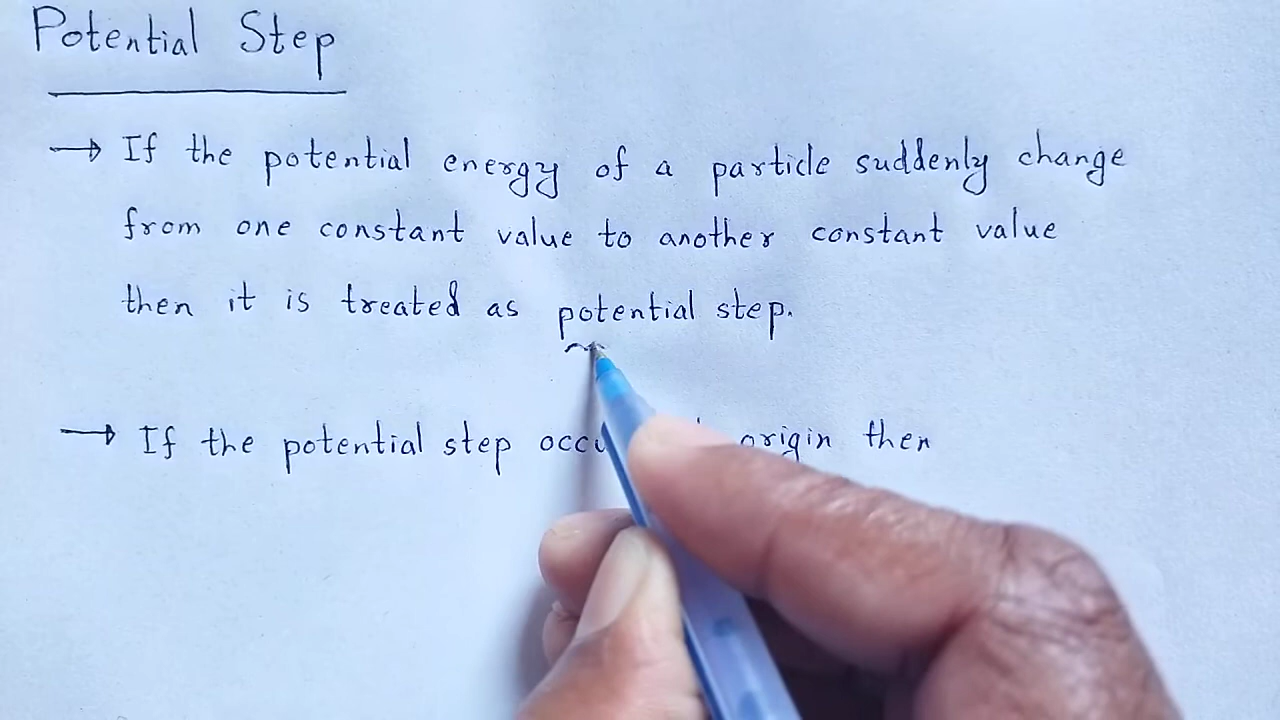 Potential Step
→ If the potential energy of a particle suddenly change
from one constant value to another constant value
then it is treated as potential step.
→ If the potential step origin then